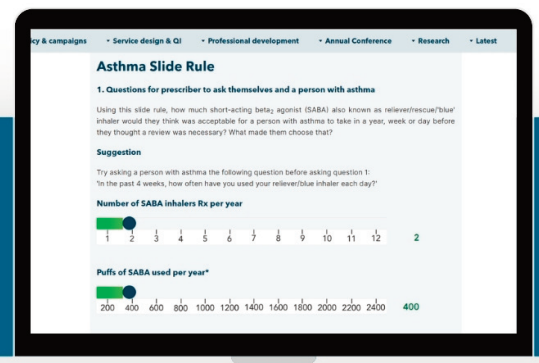 icy & campaigns ▾ Service design & QI ▾ Professional development ▾ Annual Conference ▾ Research ▾ Latest
Asthma Slide Rule
1. Questions for prescriber to ask themselves and a person with asthma
Using this slide rule, how much short-acting beta₂ agonist (SABA) also known as reliever/rescue/'blue'
inhaler would they think was acceptable for a person with asthma to take in a year, week or day before
they thought a review was necessary? What made them choose that?
Suggestion
Try asking a person with asthma the following question before asking question 1:
'In the past 4 weeks, how often have you used your reliever/blue inhaler each day?'
Number of SABA inhalers Rx per year
1 2 3 4 5 6 7 8 9 10 11 12 2
Puffs of SABA used per year*
200 400 600 800 1000 1200 1400 1600 1800 2000 2200 2400 400